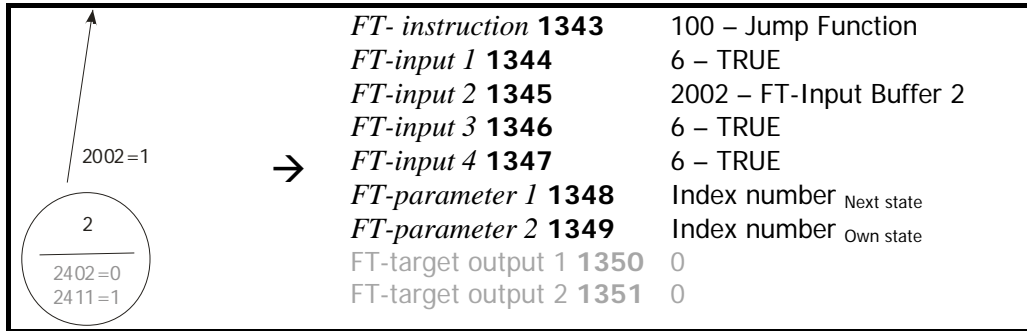 2002=1
2
2402=0
2411=1
→
FT- instruction 1343 100 – Jump Function
FT-input 1 1344 6 – TRUE
FT-input 2 1345 2002 – FT-Input Buffer 2
FT-input 3 1346 6 – TRUE
FT-input 4 1347 6 – TRUE
FT-parameter 1 1348 Index number Next state
FT-parameter 2 1349 Index number Own state
FT-target output 1 1350 0
FT-target output 2 1351 0